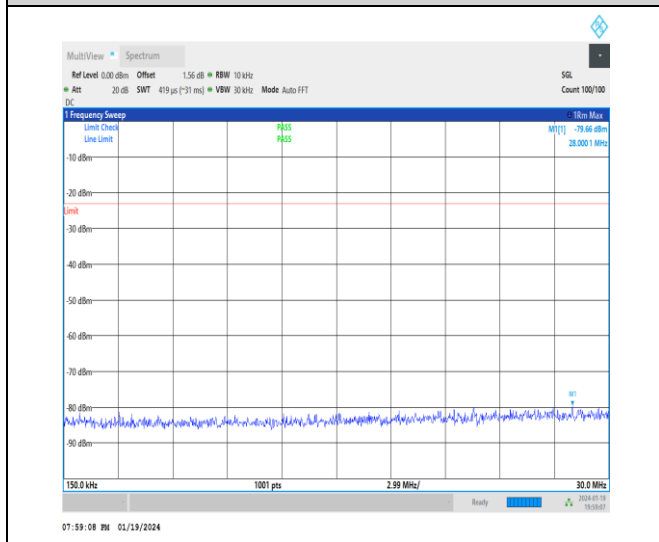 MultiView Spectrum
Ref Level 0.00 dBm Offset 1.56 dB RBW 10 kHz SGL
Att 20 dB SWT 419 µs (~31 ms) VBW 30 kHz Mode Auto FFT Count 100/100
DC
1 Frequency Sweep 1Rm Max
Limit Check PASS M1[1] -79.66 dBm
Line Limit PASS 28.0001 MHz
-10 dBm
-20 dBm
Limit
-30 dBm
-40 dBm
-50 dBm
-60 dBm
-70 dBm
M1
-80 dBm
-90 dBm
150.0 kHz 1001 pts 2.99 MHz/ 30.0 MHz
Ready 2024-01-19
19:59:07
07:59:08 PM 01/19/2024